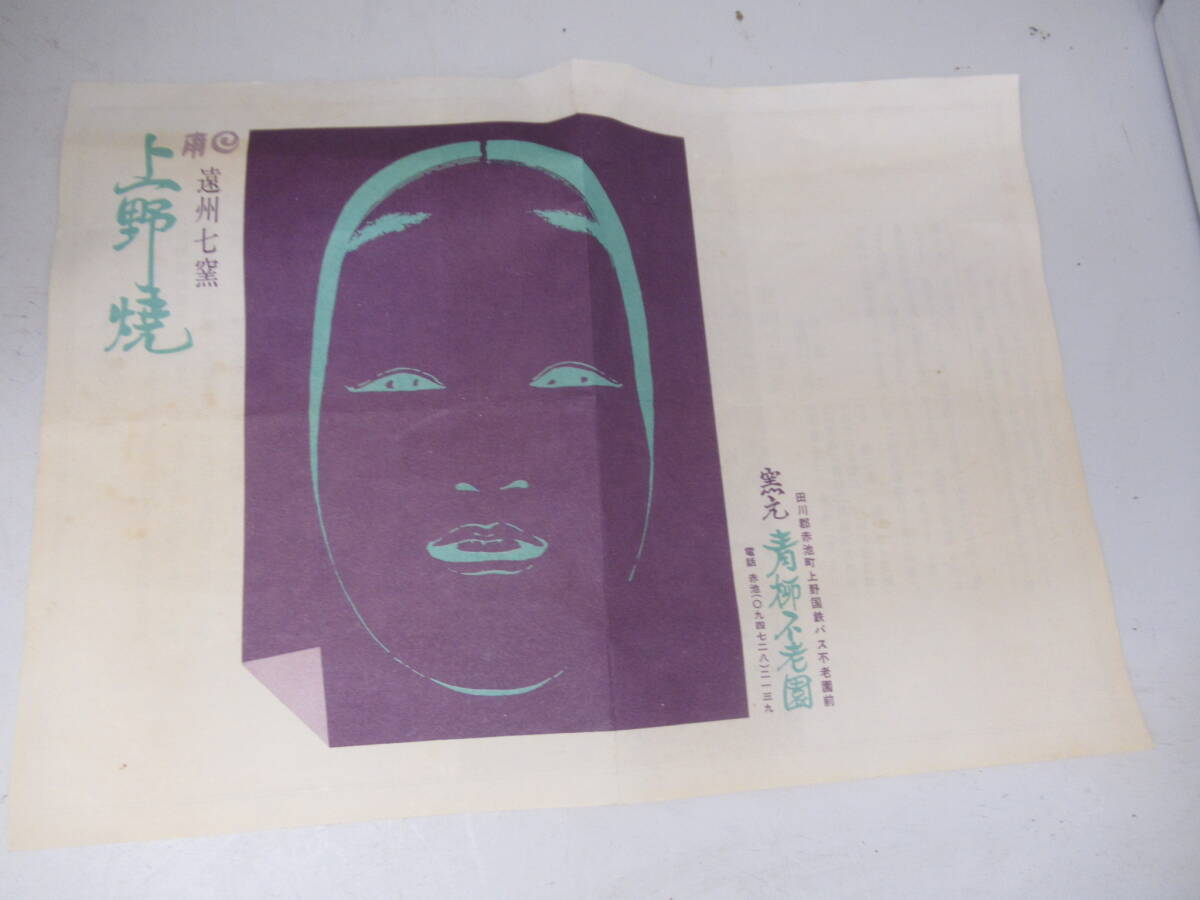 遠州七窯
上野焼
田川郡赤池町上野国鉄バス不老園前
窯元 青柳不老園
電話 赤池(〇九四七二八)二一三九